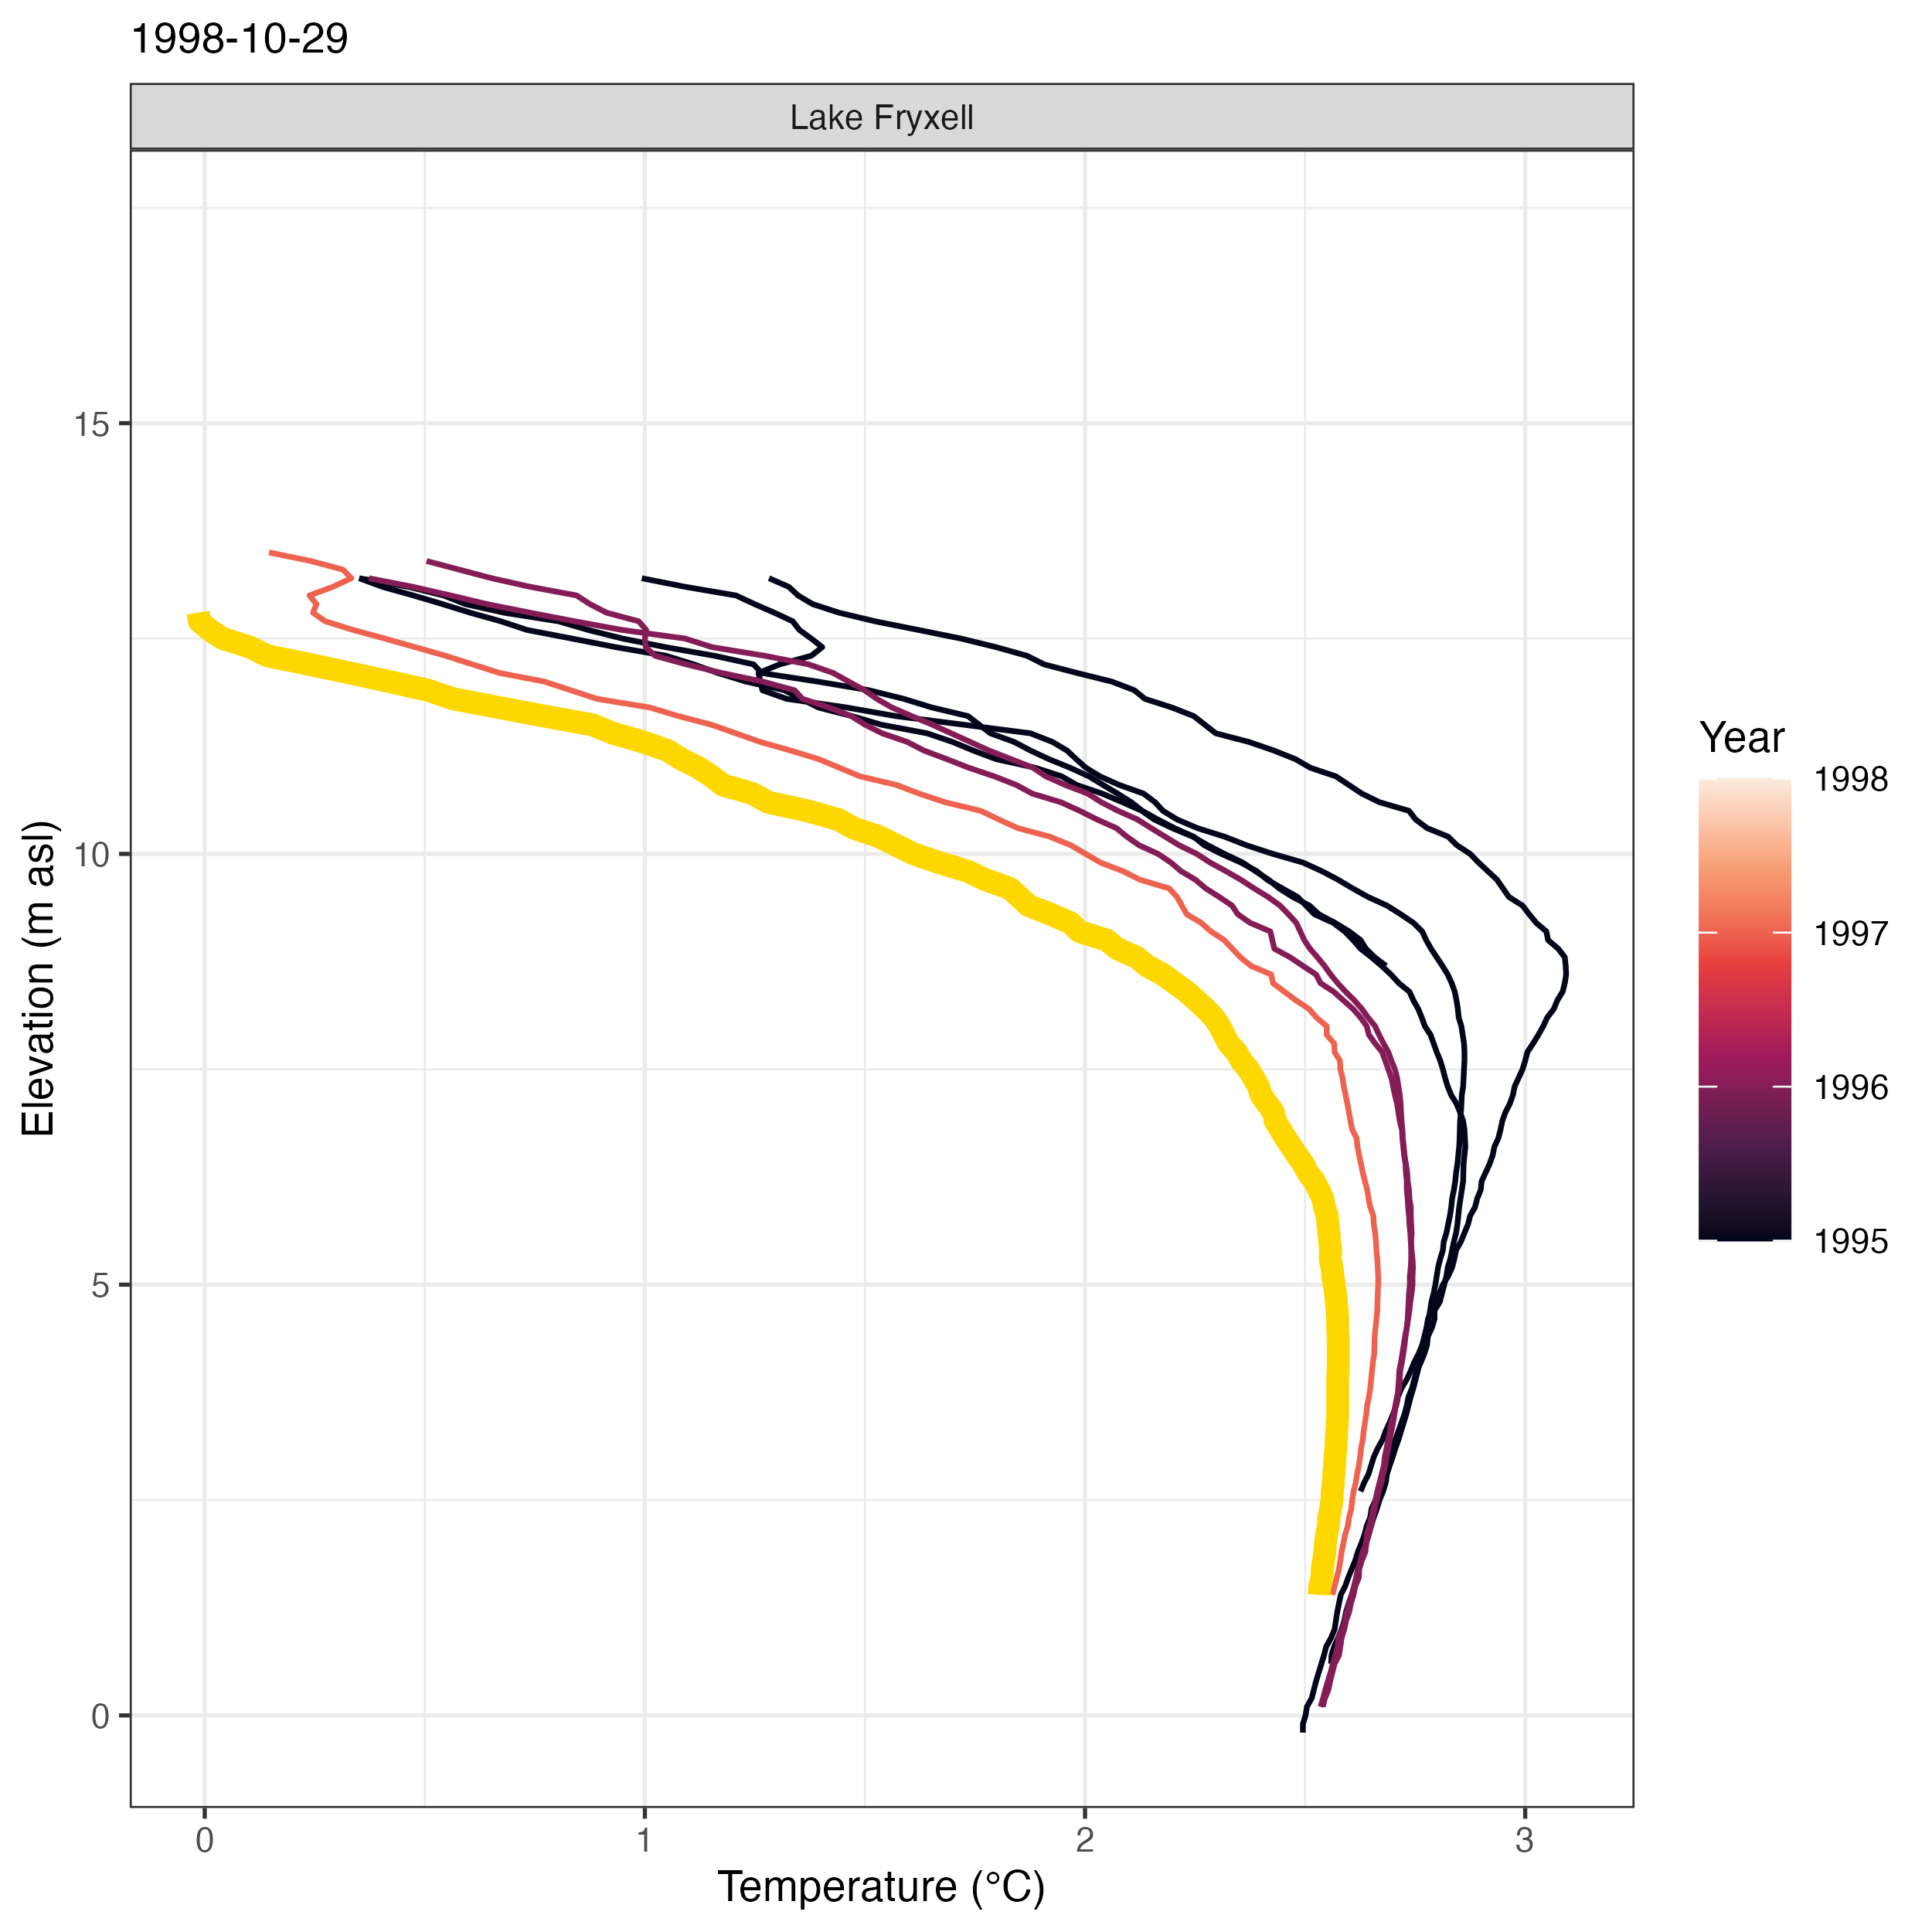 1998-10-29
Lake Fryxell
15
10
5
0
Elevation (m asl)
0 1 2 3
Temperature (°C)
Year
1998
1997
1996
1995